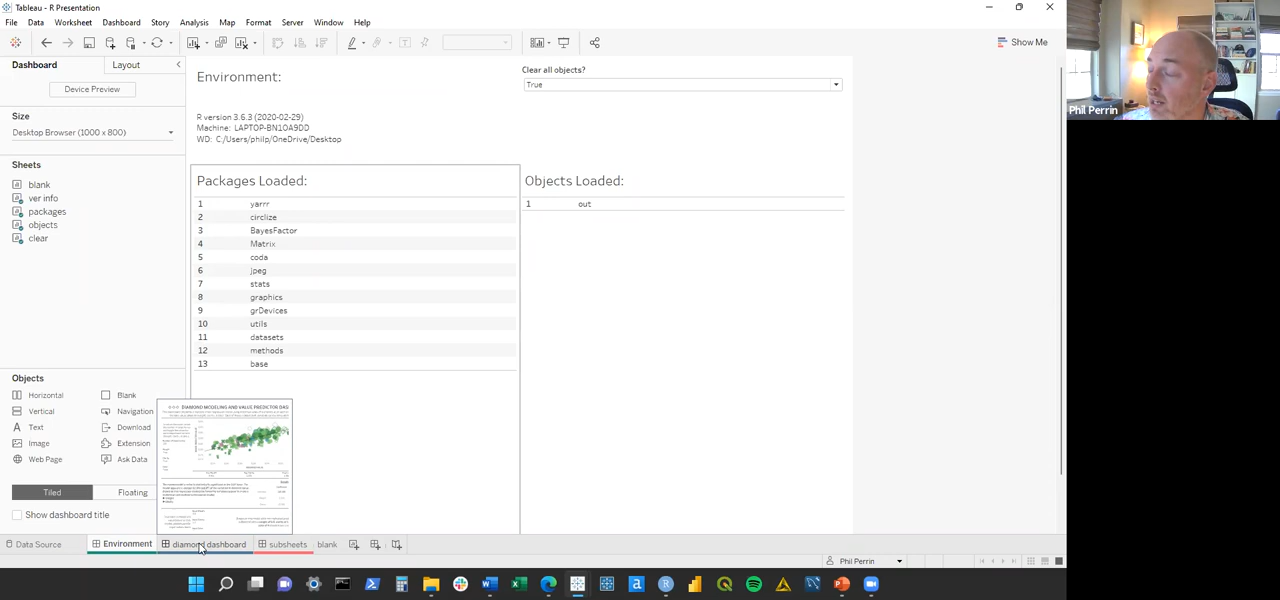 Tableau - R Presentation
File Data Worksheet Dashboard Story Analysis Map Format Server Window Help
Show Me
Dashboard Layout
Device Preview
Size
Desktop Browser (1000 x 800)
Sheets
blank
ver info
packages
objects
clear
Objects
Horizontal Blank
Vertical Navigation
Text Download
Image Extension
Web Page Ask Data
Tiled Floating
Show dashboard title
Environment:
R version 3.6.3 (2020-02-29)
Machine: LAPTOP-BN10A9DD
WD: C:/Users/philp/OneDrive/Desktop
Clear all objects?
True
Packages Loaded:
1 yarrr
2 circlize
3 BayesFactor
4 Matrix
5 coda
6 jpeg
7 stats
8 graphics
9 grDevices
10 utils
11 datasets
12 methods
13 base
Objects Loaded:
1 out
DIAMOND MODELING AND VALUE PREDICTOR DAS
Data Source Environment diamond dashboard subsheets blank
Phil Perrin
Phil Perrin